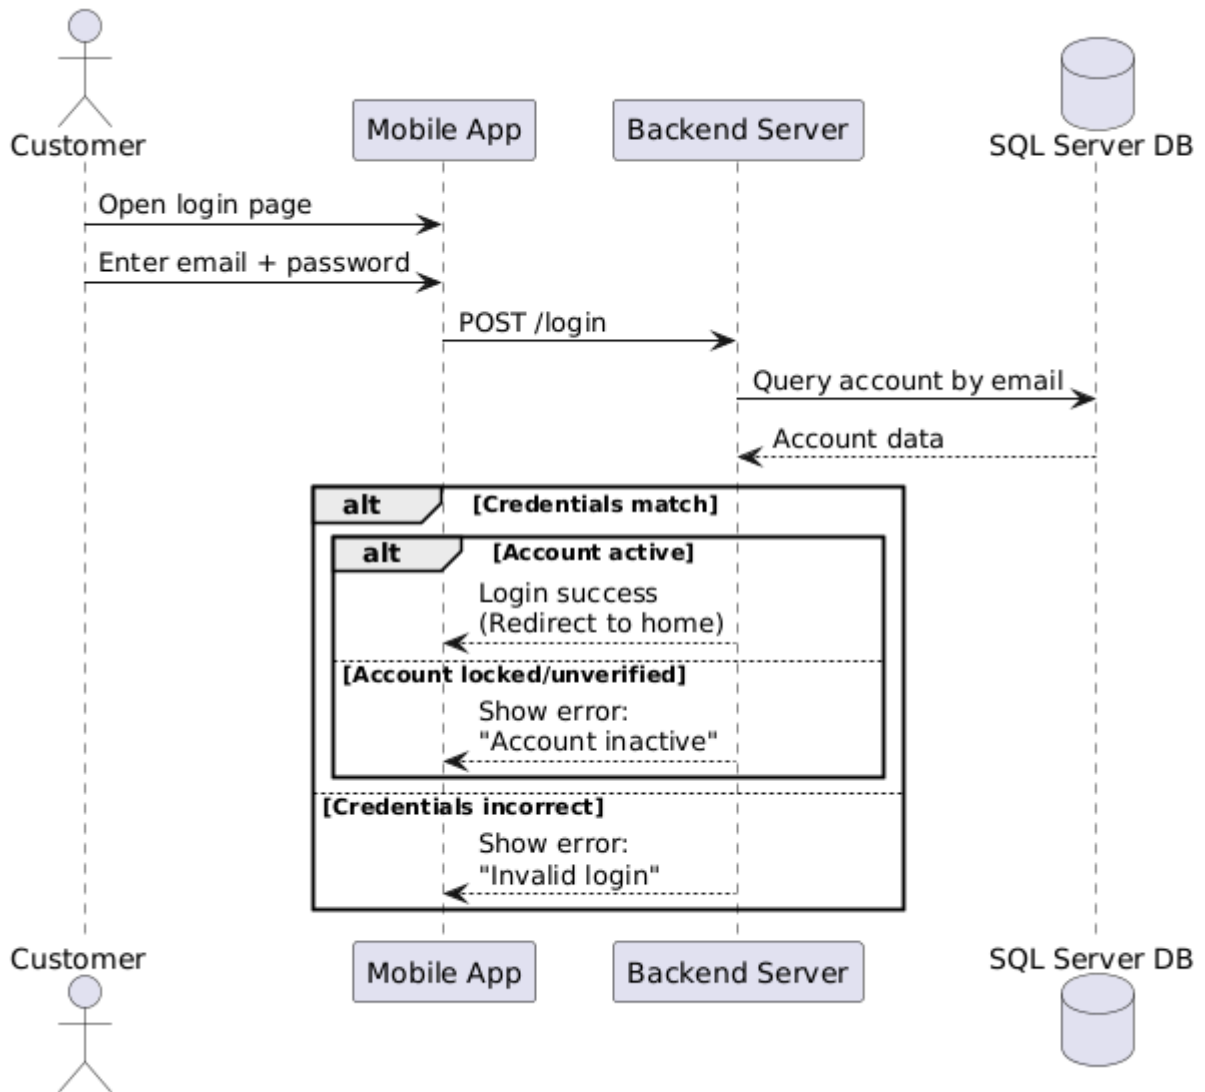 Customer
Mobile App
Backend Server
SQL Server DB
Open login page
Enter email + password
POST /login
Query account by email
Account data
alt [Credentials match]
alt [Account active]
Login success
(Redirect to home)
[Account locked/unverified]
Show error:
"Account inactive"
[Credentials incorrect]
Show error:
"Invalid login"
Customer
Mobile App
Backend Server
SQL Server DB